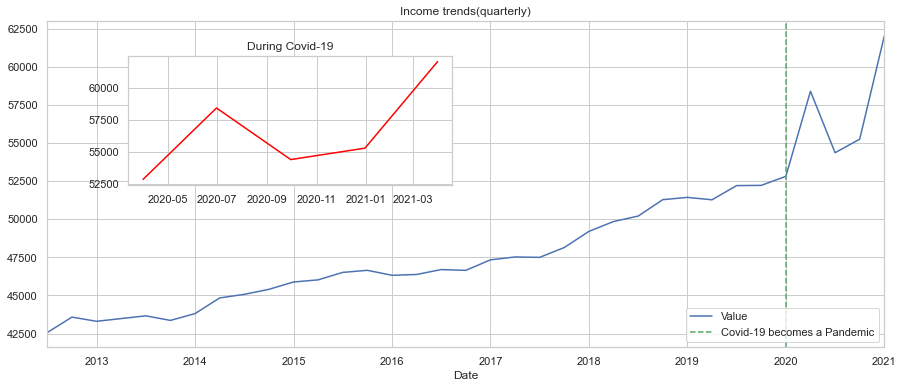 Income trends(quarterly)
62500
60000
57500
55000
52500
50000
47500
45000
42500
During Covid-19
60000
57500
55000
52500
2020-05 2020-07 2020-09 2020-11 2021-01 2021-03
Value
Covid-19 becomes a Pandemic
2013 2014 2015 2016 2017 2018 2019 2020 2021
Date